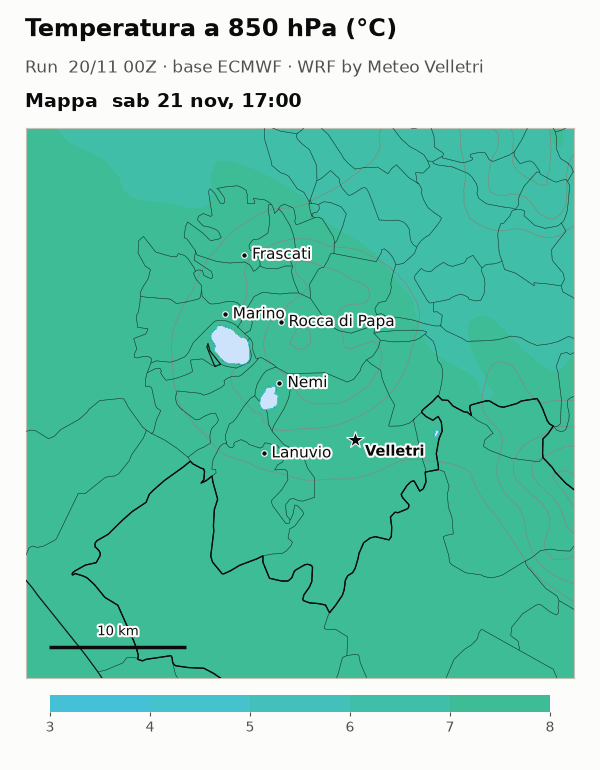 Temperatura a 850 hPa (°C)
Run  20/11 00Z · base ECMWF · WRF by Meteo Velletri
Mappa  sab 21 nov, 17:00
Frascati
Marino
Rocca di Papa
Nemi
Velletri
Lanuvio
10 km
3 4 5 6 7 8